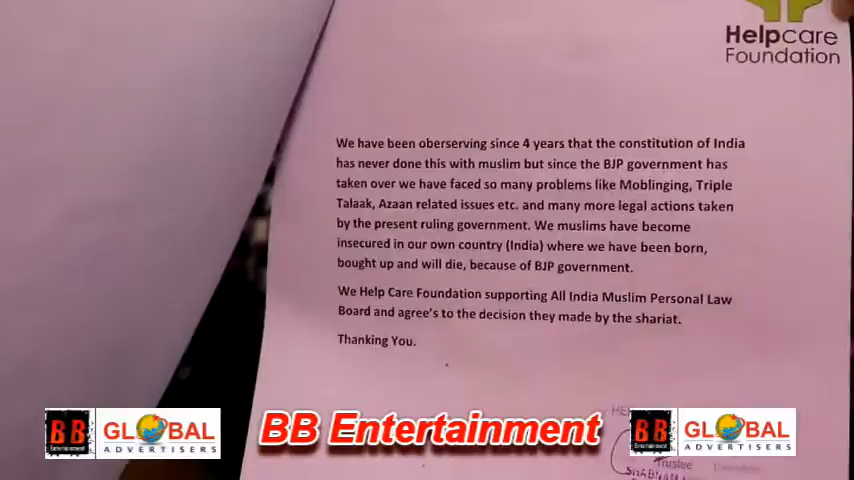 Helpcare
Foundation
We have been oberserving since 4 years that the constitution of India
has never done this with muslim but since the BJP government has
taken over we have faced so many problems like Moblinging, Triple
Talaak, Azaan related issues etc. and many more legal actions taken
by the present ruling government. We muslims have become
insecured in our own country (India) where we have been born,
bought up and will die, because of BJP government.
We Help Care Foundation supporting All India Muslim Personal Law
Board and agree's to the decision they made by the shariat.
Thanking You.
BB
Entertainment
GLOBAL
ADVERTISERS
BB Entertainment
BB
Entertainment
GLOBAL
ADVERTISERS
Trustee